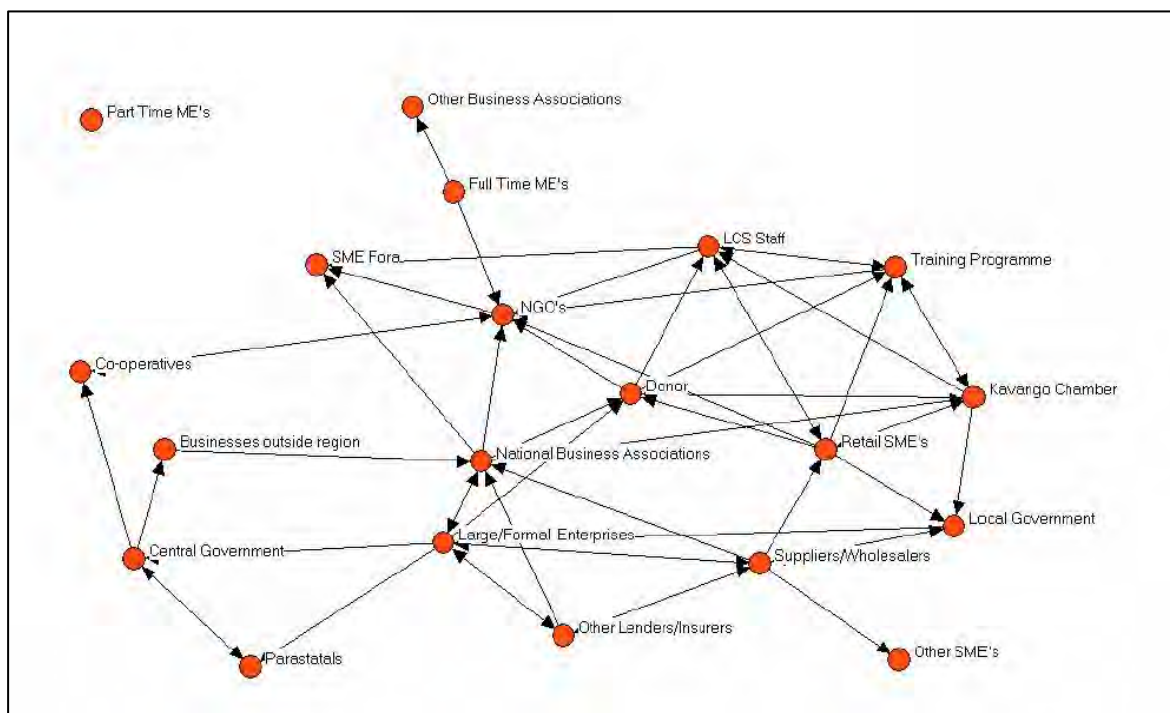 Other Business Associations
Part Time ME's
Full Time ME's
LCS Staff
SME Fora
Training Programme
NGO's
Co-operatives
Donor
Kavango Chamber
Businesses outside region
National Business Associations
Retail SME's
Local Government
Large/Formal Enterprises
Central Government
Suppliers/Wholesalers
Other Lenders/Insurers
Other SME's
Parastatals